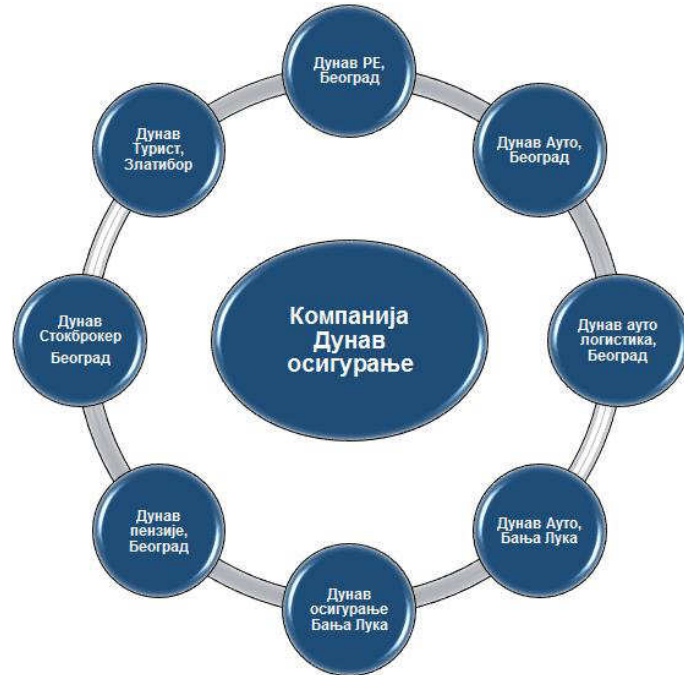 Дунав РЕ,
Београд
Дунав Ауто,
Београд
Дунав ауто
логистика,
Београд
Дунав Ауто,
Бања Лука
Дунав
осигурање
Бања Лука
Дунав
пензије,
Београд
Дунав
Стокброкер
Београд
Дунав
Турист,
Златибор
Компанија
Дунав
осигурање